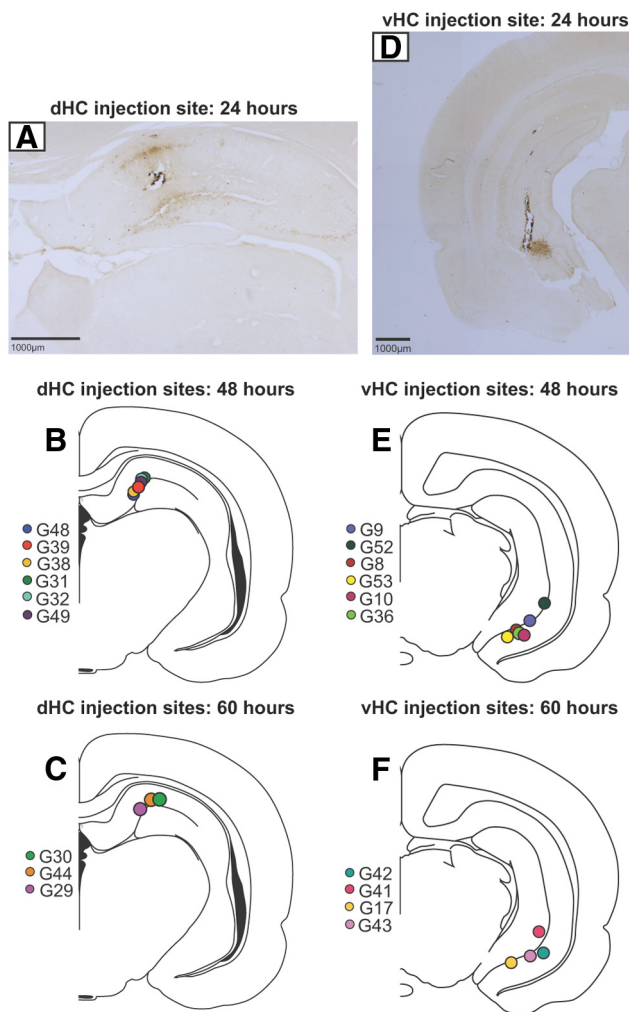 dHC injection site: 24 hours
A
1000µm
vHC injection site: 24 hours
D
1000µm
dHC injection sites: 48 hours
B
G48
G39
G38
G31
G32
G49
vHC injection sites: 48 hours
E
G9
G52
G8
G53
G10
G36
dHC injection sites: 60 hours
C
G30
G44
G29
vHC injection sites: 60 hours
F
G42
G41
G17
G43